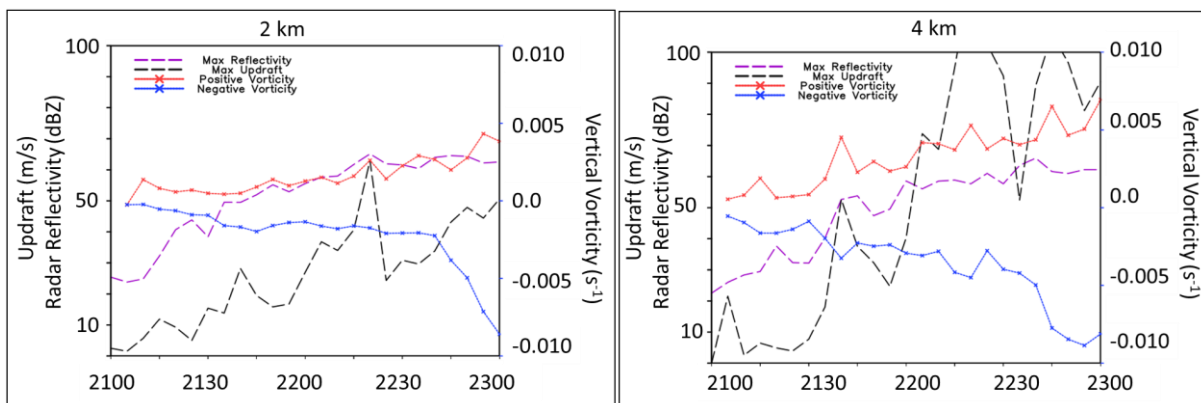 2 km
100
50
10
Updraft (m/s)
Radar Reflectivity (dBZ)
Max Reflectivity
Max Updraft
Positive Vorticity
Negative Vorticity
0.010
0.005
0.0
-0.005
-0.010
Vertical Vorticity (s-1)
2100
2130
2200
2230
2300
4 km
100
50
10
Updraft (m/s)
Radar Reflectivity (dBZ)
Max Reflectivity
Max Updraft
Positive Vorticity
Negative Vorticity
0.010
0.005
0.0
-0.005
-0.010
Vertical Vorticity (s-1)
2100
2130
2200
2230
2300